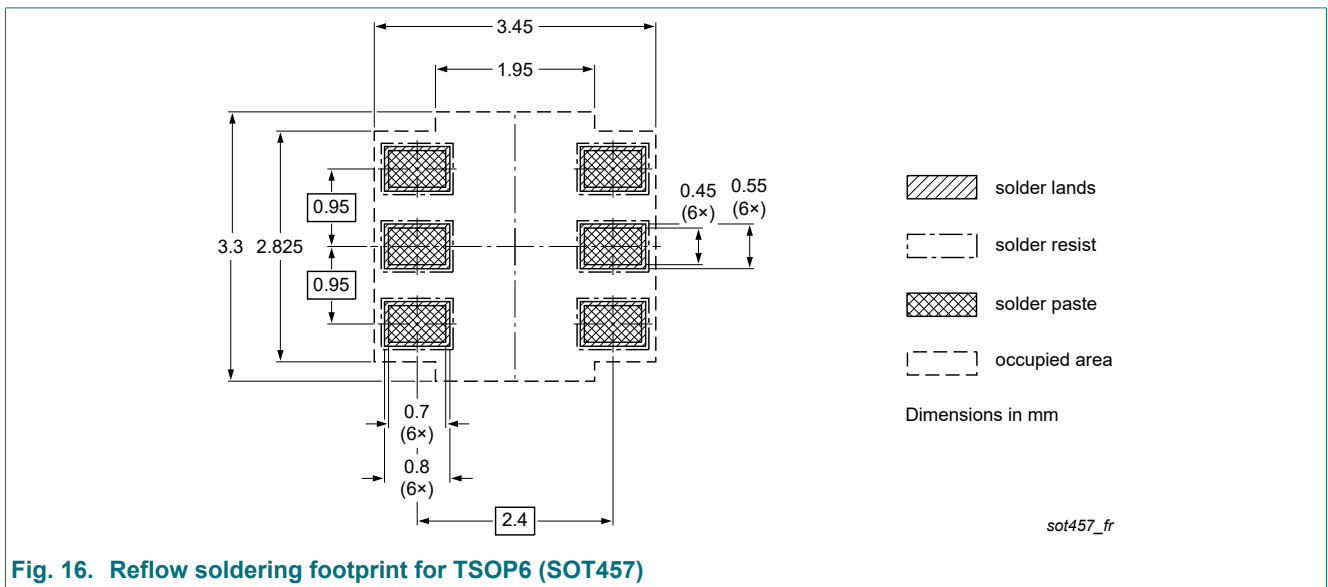 3.45
1.95
0.45 0.55
(6×) (6×)
solder lands
0.95
3.3 2.825
solder resist
0.95
solder paste
occupied area
0.7
(6×)
Dimensions in mm
0.8
(6×)
2.4
sot457_fr
Fig. 16. Reflow soldering footprint for TSOP6 (SOT457)